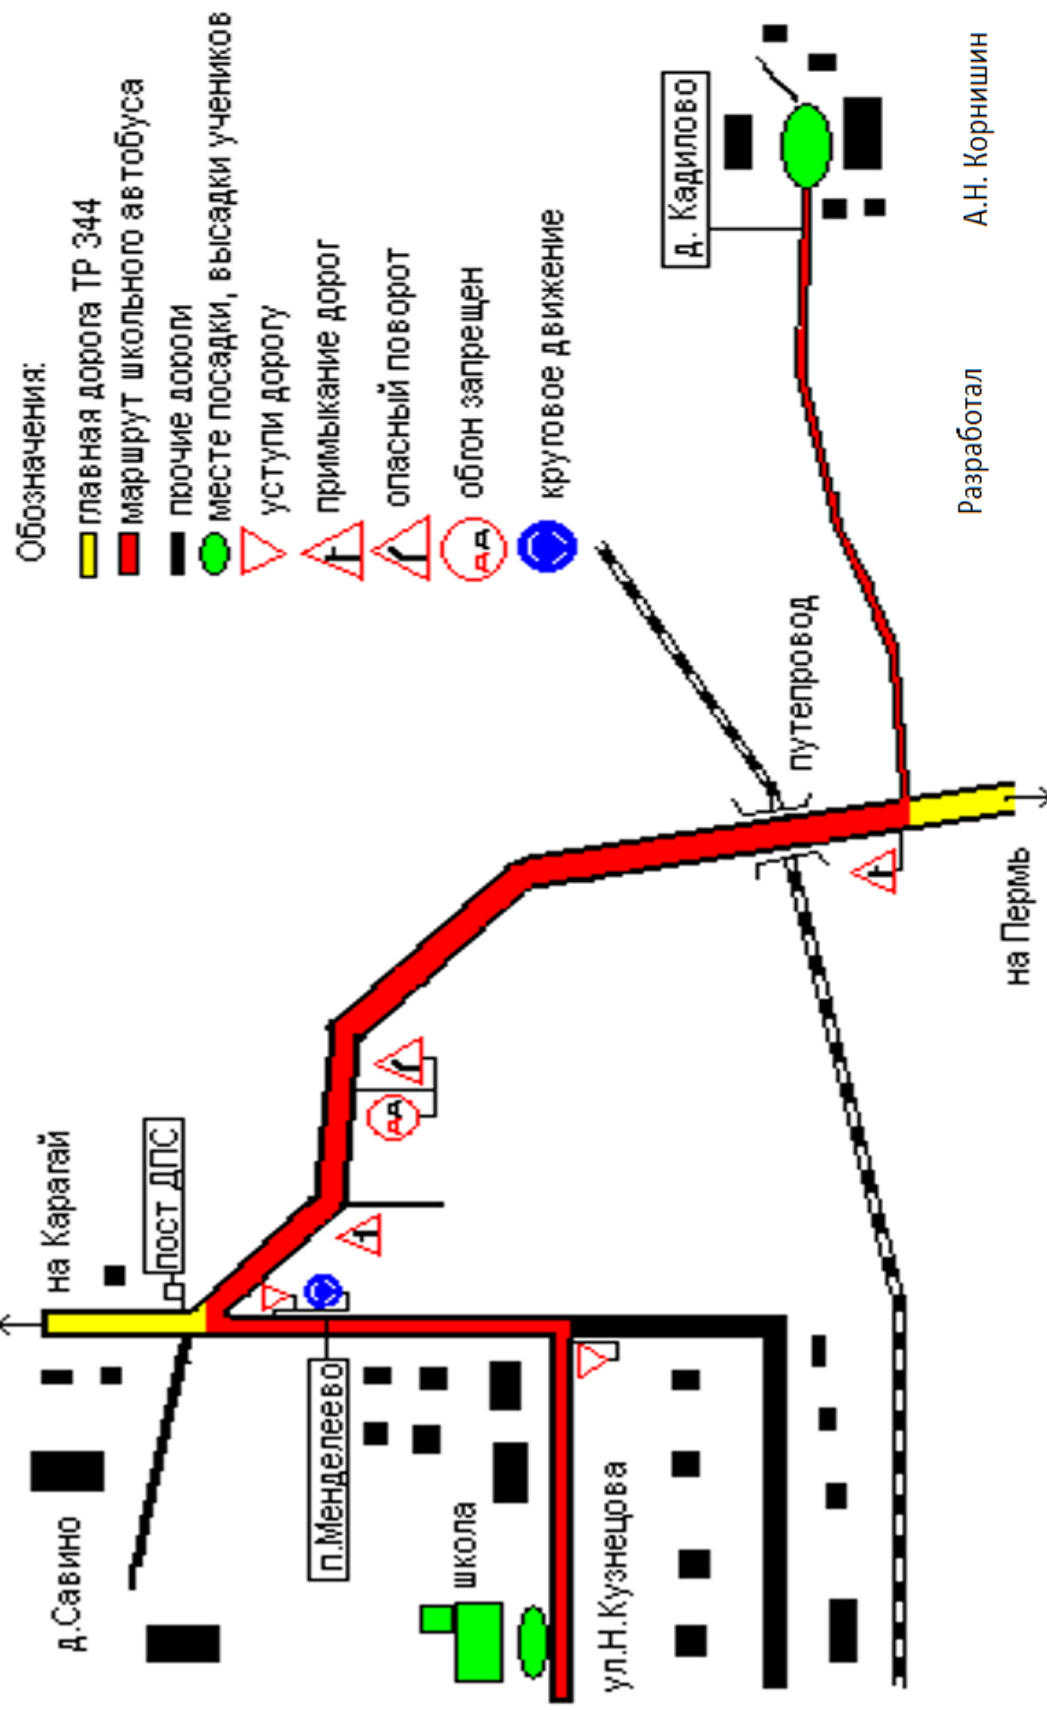 Обозначения:
главная дорога ТР 344
маршрут школьного автобуса
прочие дороги
месте посадки, высадки учеников
уступи дорогу
примыкание дорог
опасный поворот
обгон запрещен
круговое движение
на Карагай
пост ДПС
д.Савино
п.Менделеево
школа
ул.Н.Кузнецова
путепровод
на Пермь
д. Кадилово
Разработал А.Н. Корнишин